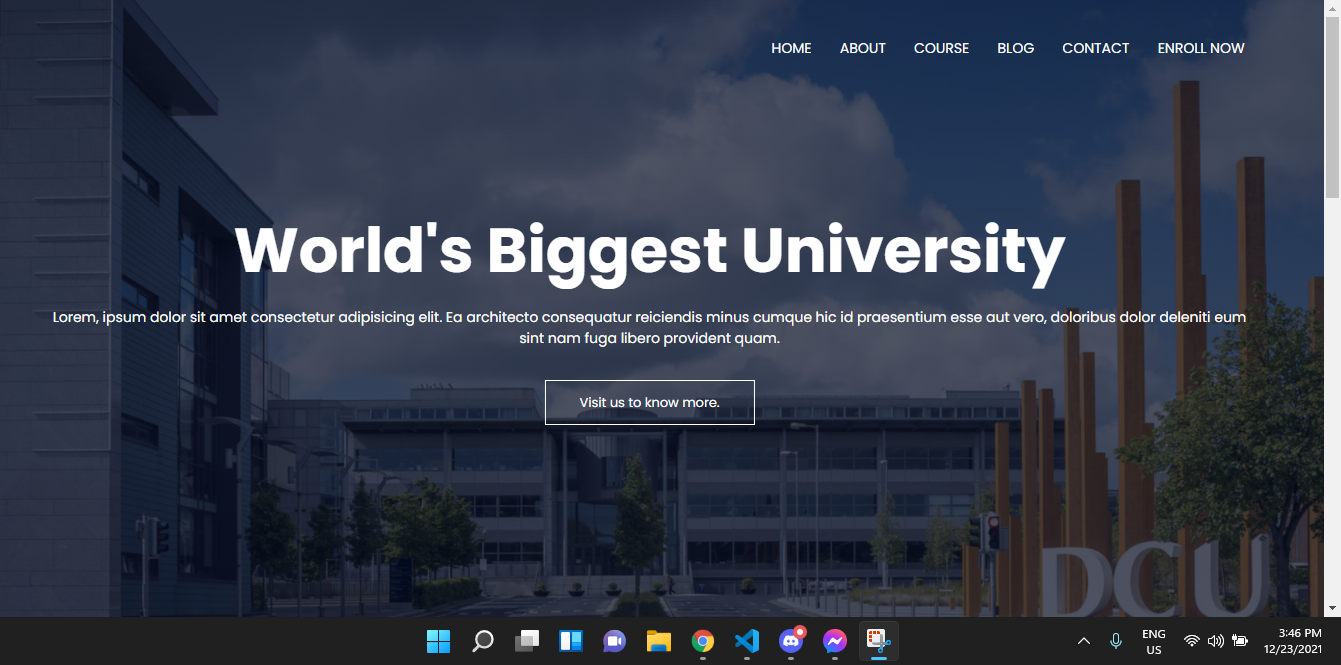 HOME ABOUT COURSE BLOG CONTACT ENROLL NOW
World's Biggest University
Lorem, ipsum dolor sit amet consectetur adipisicing elit. Ea architecto consequatur reiciendis minus cumque hic id praesentium esse aut vero, doloribus dolor deleniti eum
sint nam fuga libero provident quam.
Visit us to know more.
DCU
ENG
US
3:46 PM
12/23/2021